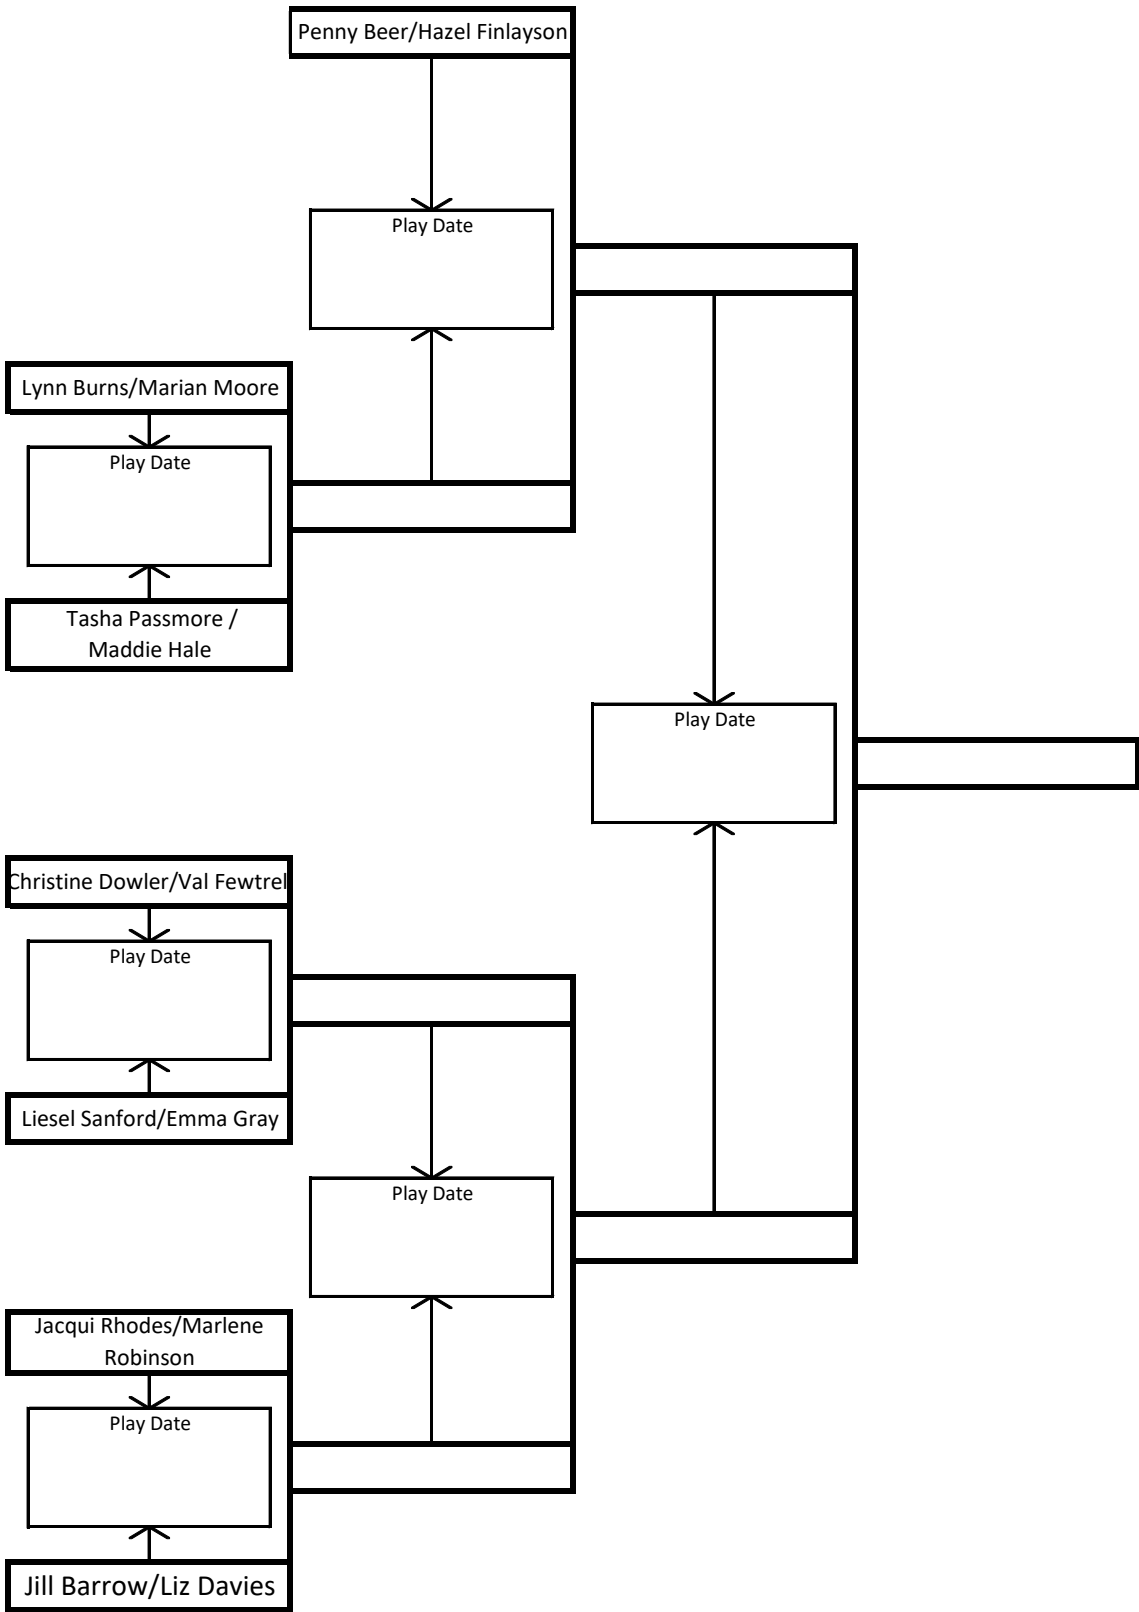 Penny Beer/Hazel Finlayson
Play Date
Lynn Burns/Marian Moore
Play Date
Tasha Passmore /
Maddie Hale
Play Date
Christine Dowler/Val Fewtrel
Play Date
Liesel Sanford/Emma Gray
Play Date
Jacqui Rhodes/Marlene
Robinson
Play Date
Jill Barrow/Liz Davies